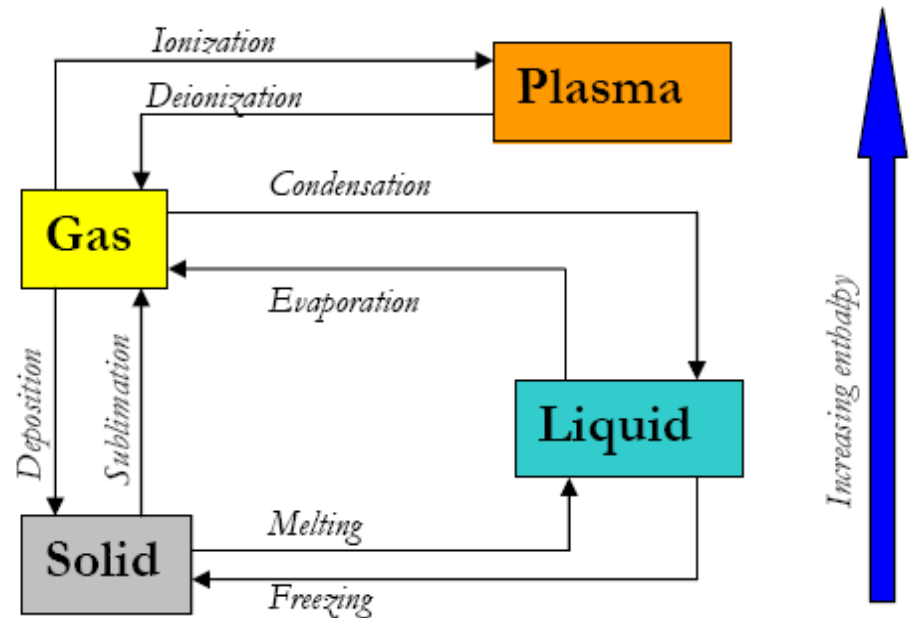 Ionization
Plasma
Deionization
Condensation
Gas
Evaporation
Deposition
Sublimation
Liquid
Increasing enthalpy
Melting
Solid
Freezing